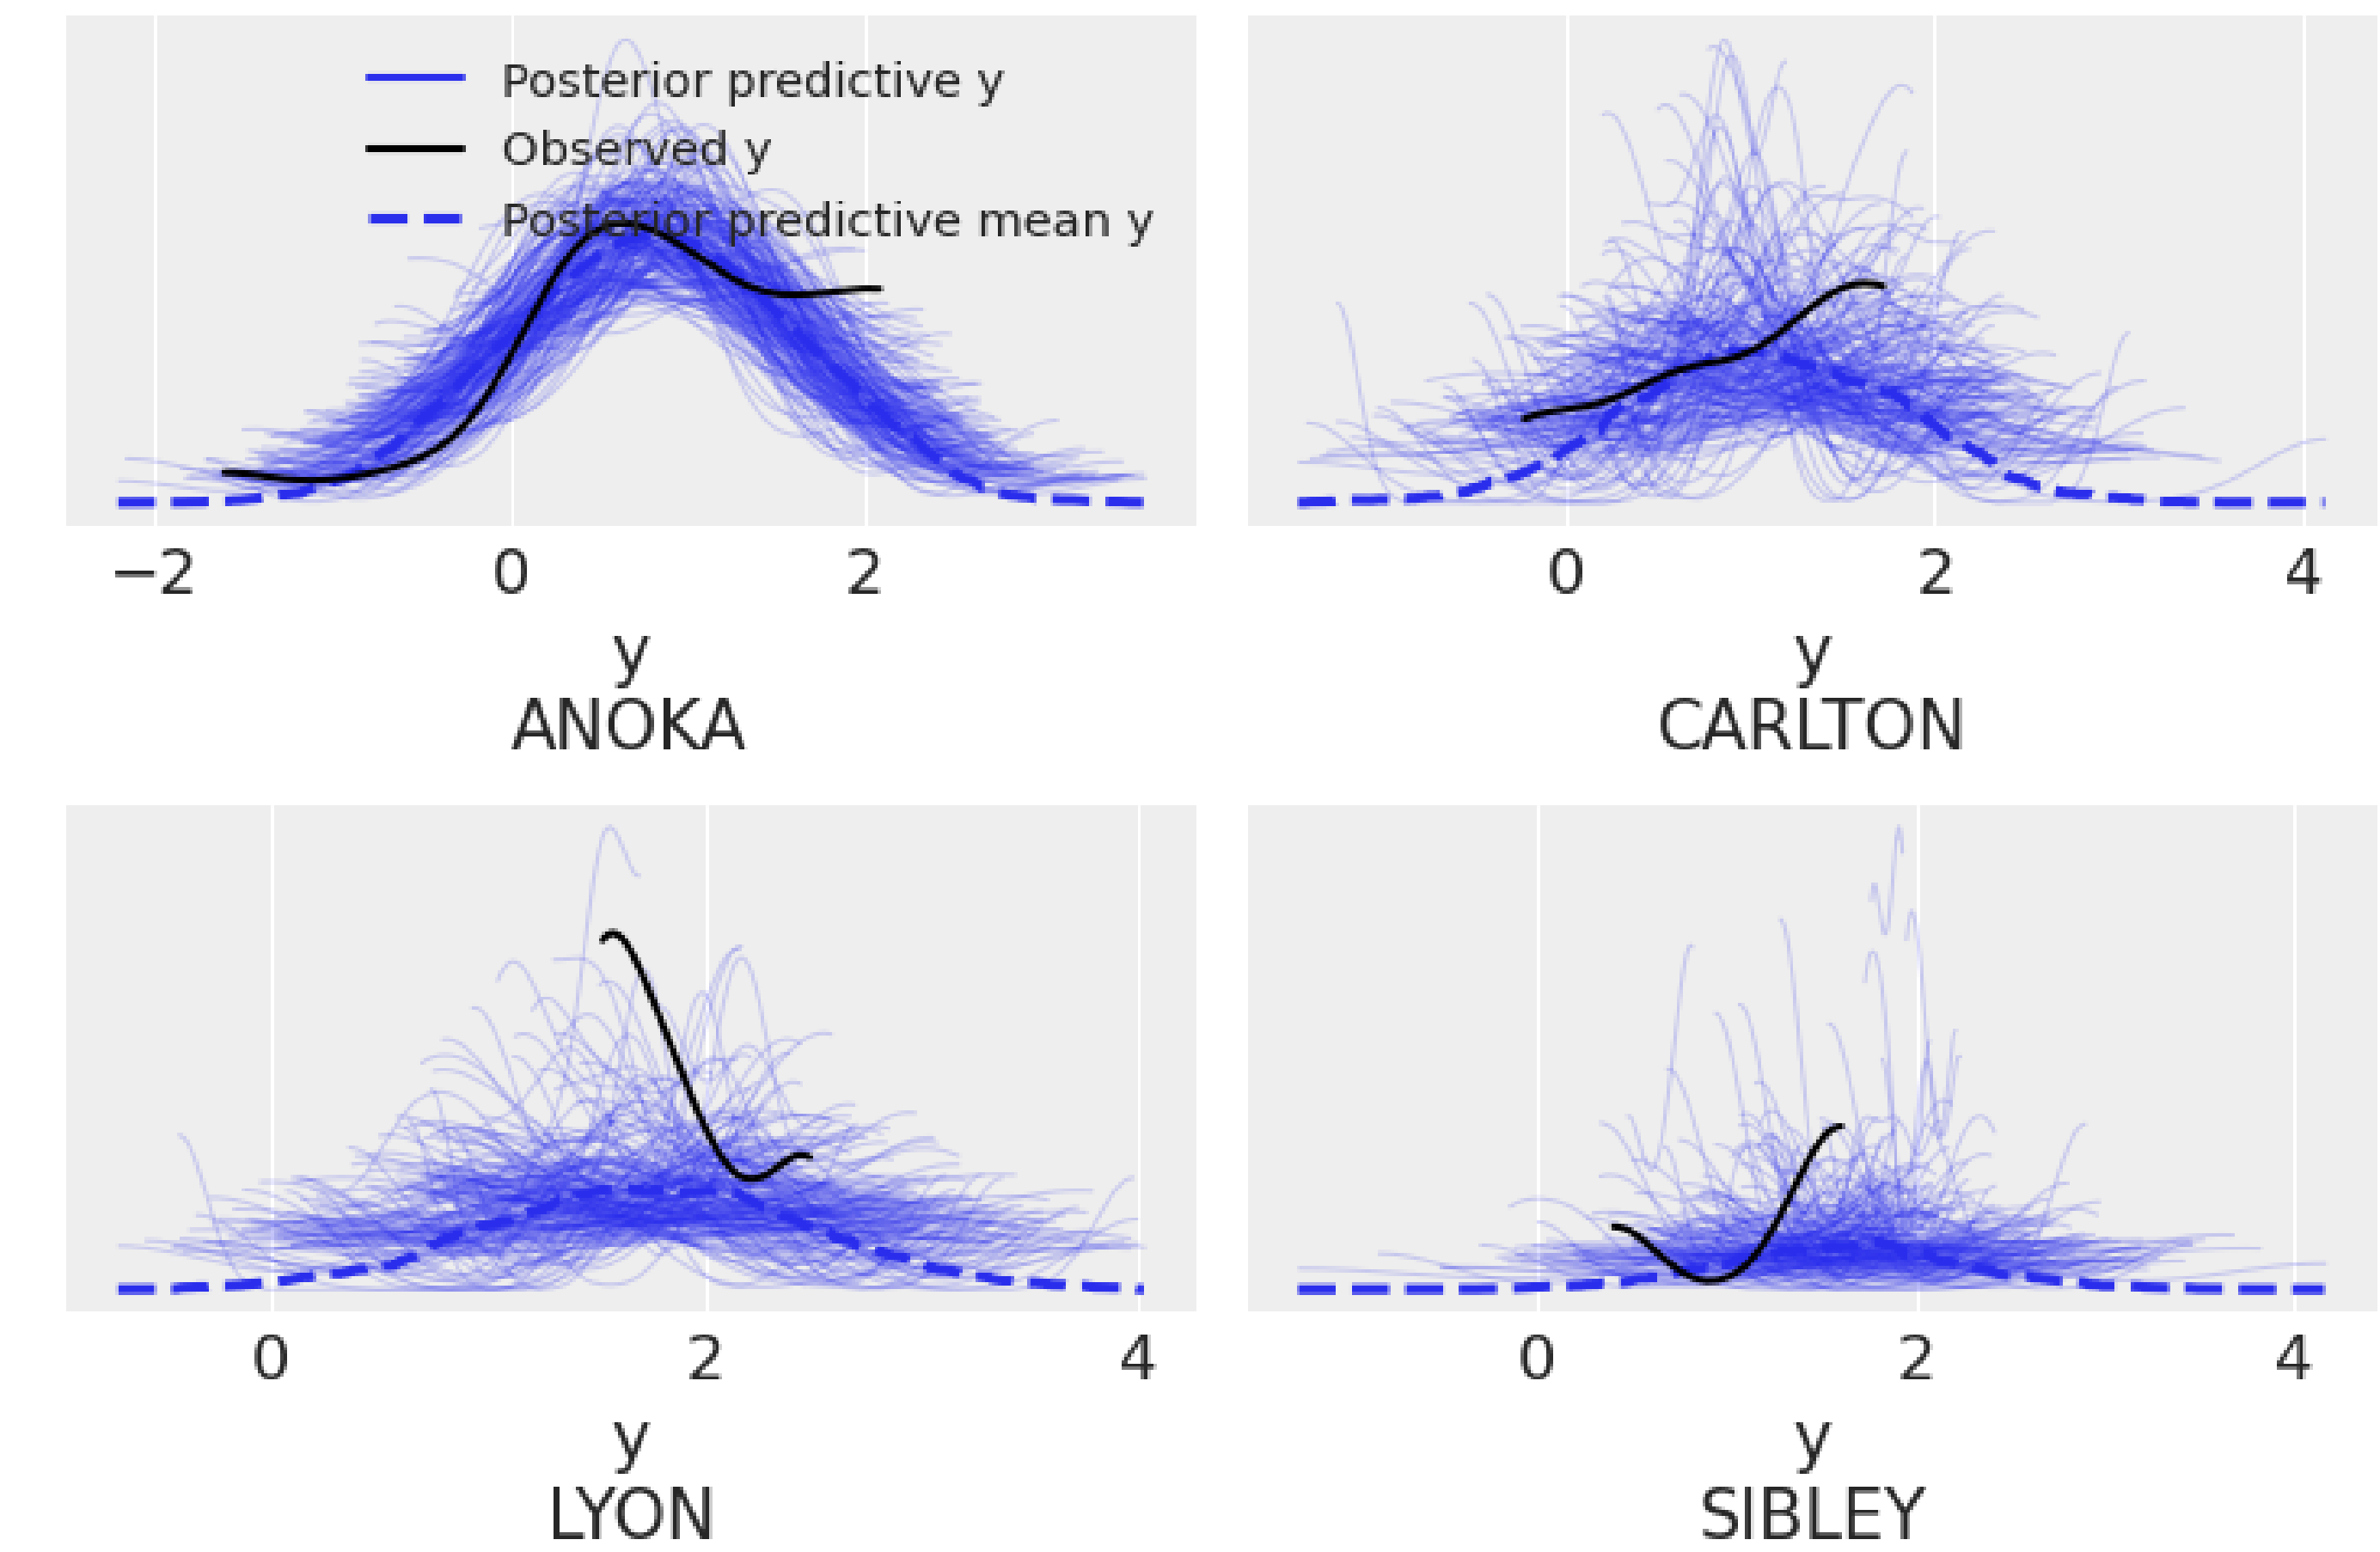 Posterior predictive y
Observed y
Posterior predictive mean y
−2 0 2
y
ANOKA
0 2 4
y
CARLTON
0 2 4
y
LYON
0 2 4
y
SIBLEY